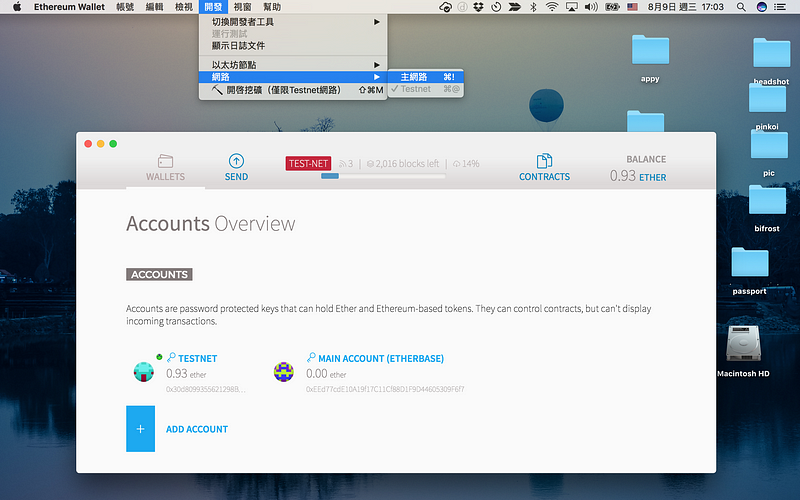 Ethereum Wallet 帳號 編輯 檢視 開發 視窗 幫助 8月9日 週三 17:03
切換開發者工具
運行測試
顯示日誌文件
以太坊節點
網路
開啓挖礦（僅限Testnet網路） ⇧⌘M
主網路 ⌘!
✓ Testnet ⌘@
appy
headshot
pinkoi
pic
bifrost
passport
Macintosh HD
WALLETS
SEND
TEST-NET 3 | 2,016 blocks left | 14%
CONTRACTS
BALANCE
0.93 ETHER
Accounts Overview
ACCOUNTS
Accounts are password protected keys that can hold Ether and Ethereum-based tokens. They can control contracts, but can't display
incoming transactions.
TESTNET
0.93 ether
MAIN ACCOUNT (ETHERBASE)
0.00 ether
+ ADD ACCOUNT